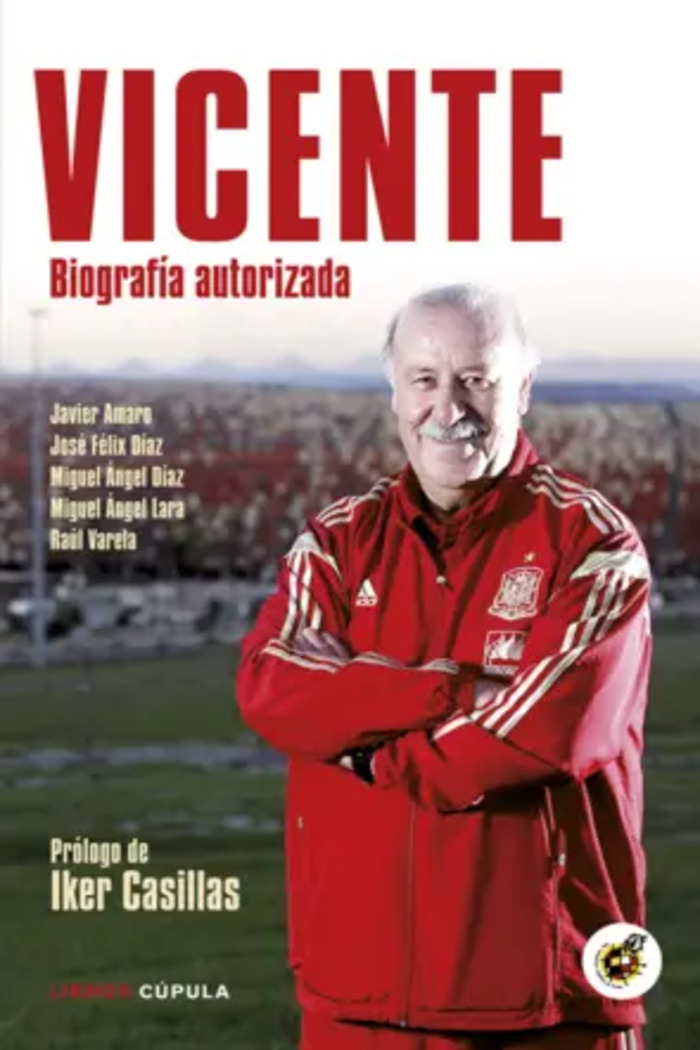 VICENTE
Biografía autorizada
Javier Amaro
José Félix Díaz
Miguel Ángel Díaz
Miguel Ángel Lara
Raúl Varela
adidas
Prólogo de
Iker Casillas
LIBROS CÚPULA